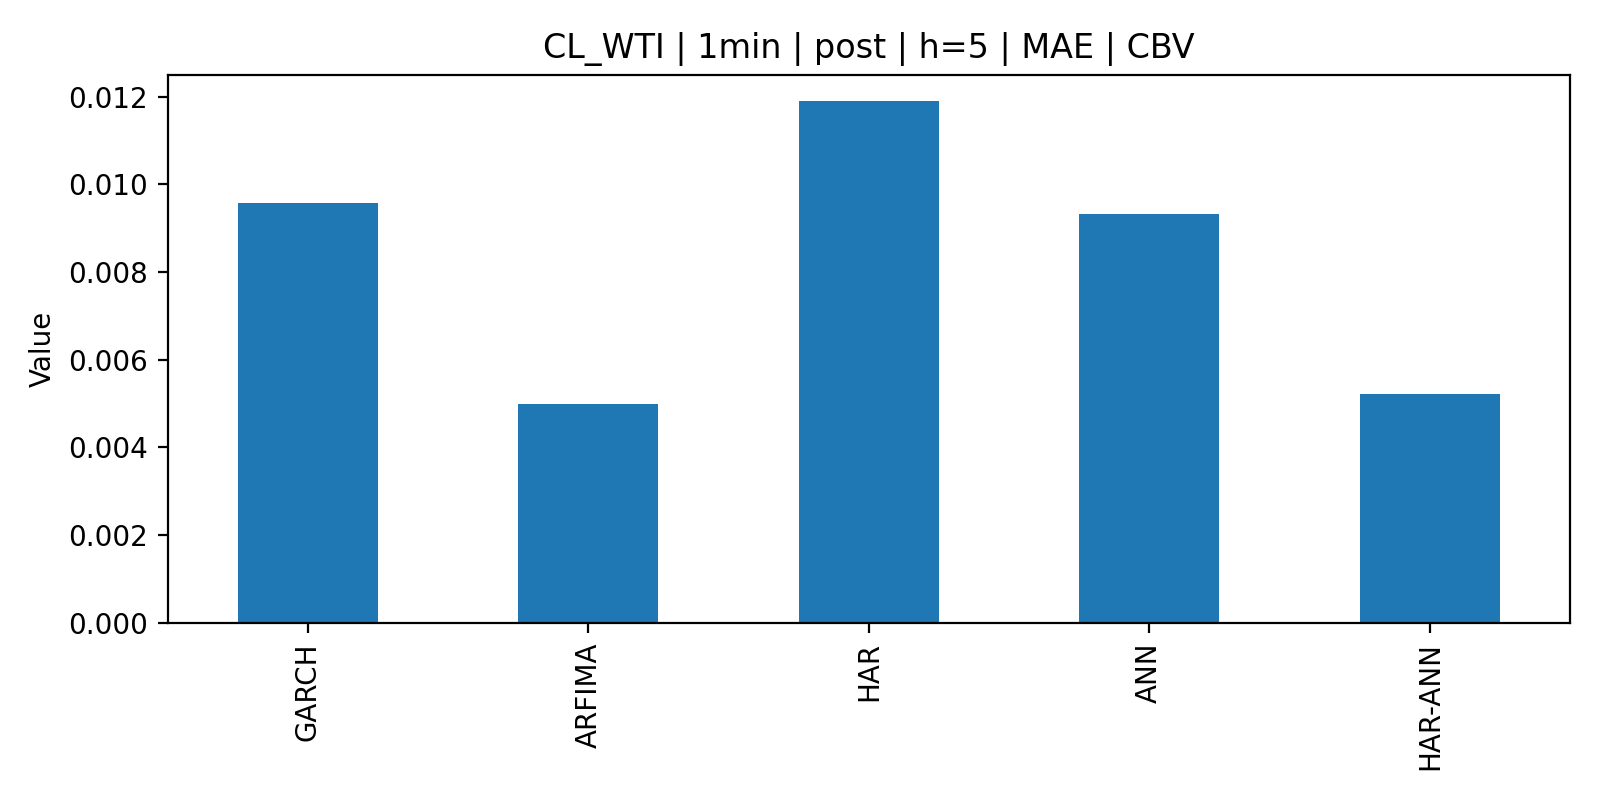 CL_WTI | 1min | post | h=5 | MAE | CBV
0.012
0.010
0.008
0.006
0.004
0.002
0.000
Value
GARCH
ARFIMA
HAR
ANN
HAR-ANN